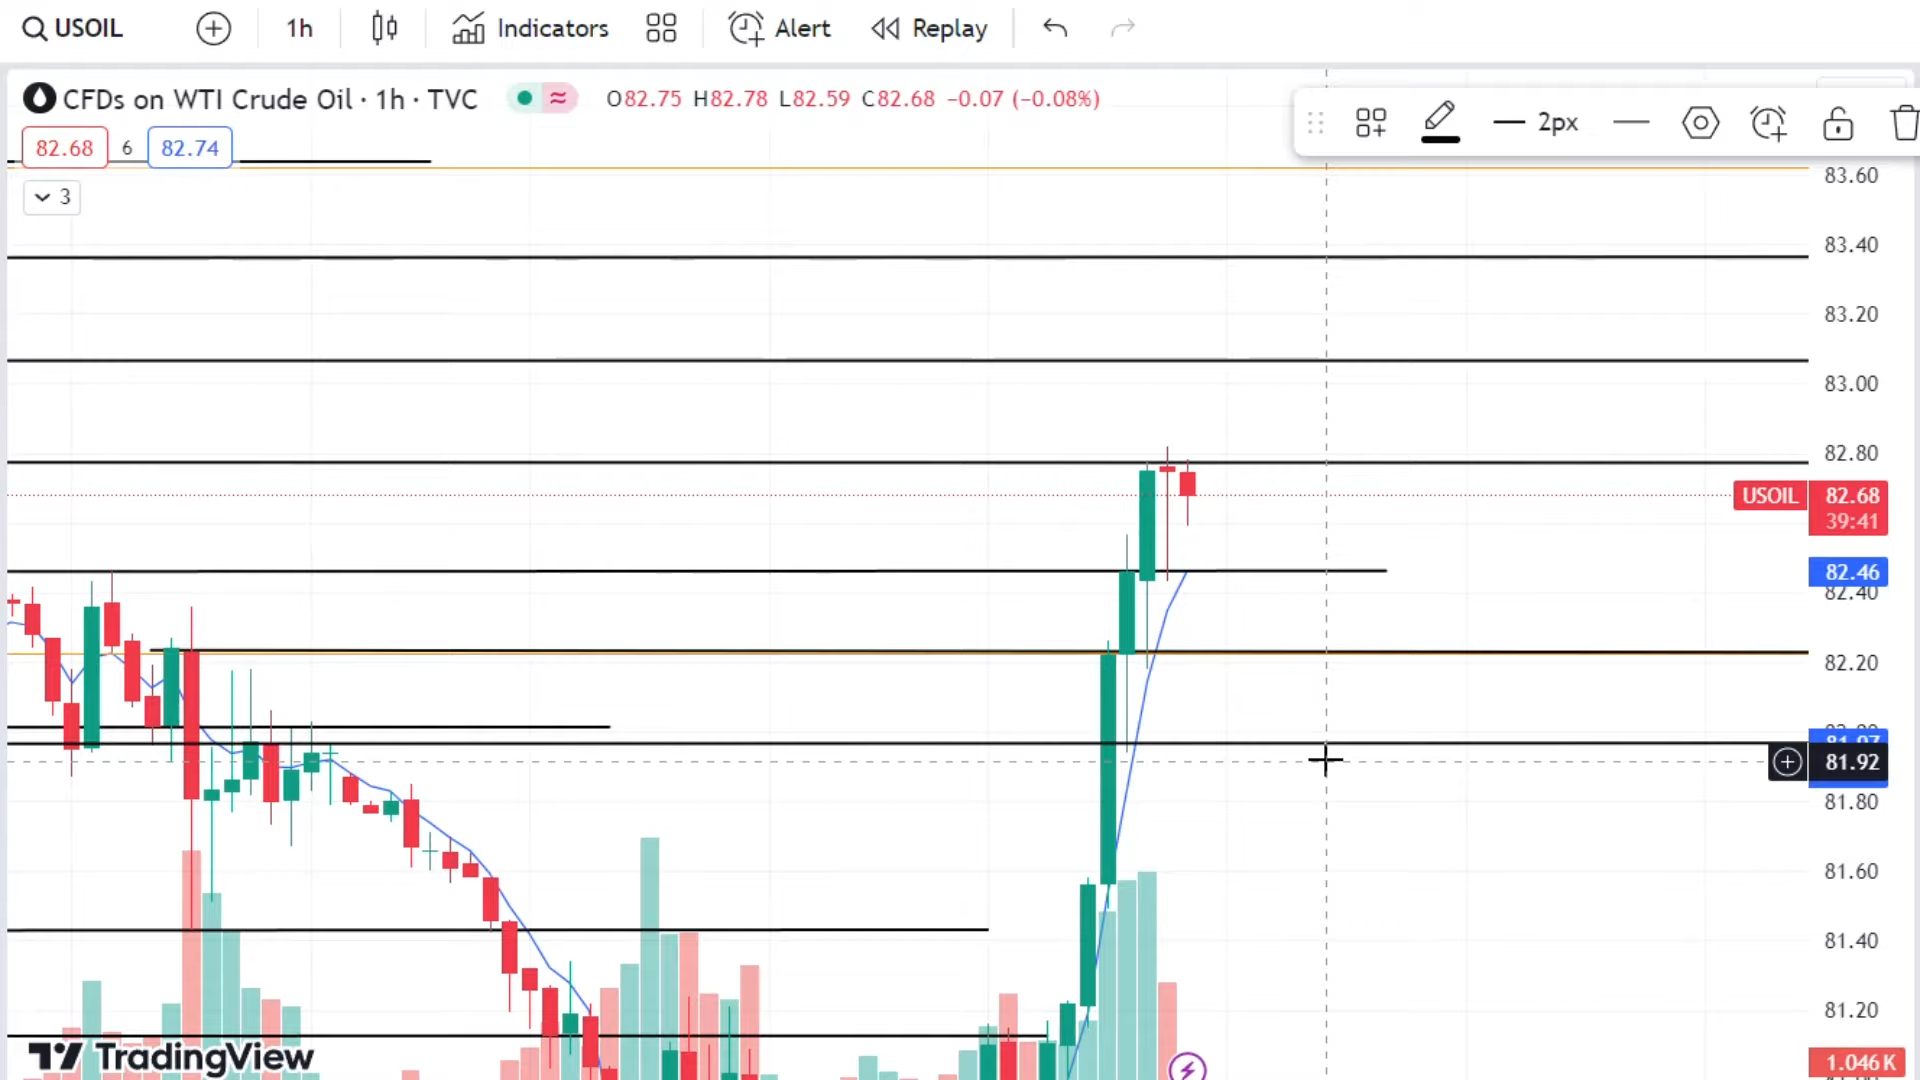 USOIL 1h Indicators Alert Replay
CFDs on WTI Crude Oil · 1h · TVC ≈ O82.75 H82.78 L82.59 C82.68 −0.07 (−0.08%)
2px
82.68 6 82.74
3
83.60
83.40
83.20
83.00
82.80
USOIL 82.68
39:41
82.46
82.40
82.20
81.97
81.92
81.80
81.60
81.40
81.20
TradingView
1.046K